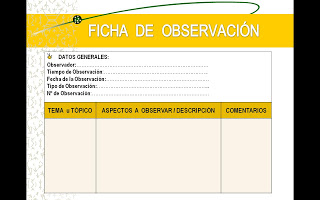 FICHA DE OBSERVACIÓN
DATOS GENERALES:
Observador:..........................................................
Tiempo de Observación :..............................................
Fecha de la Observación :............................................
Tipo de Observación: :...............................................
N° de Observación: ..................................................
TEMA o TÓPICO ASPECTOS A OBSERVAR / DESCRIPCIÓN COMENTARIOS